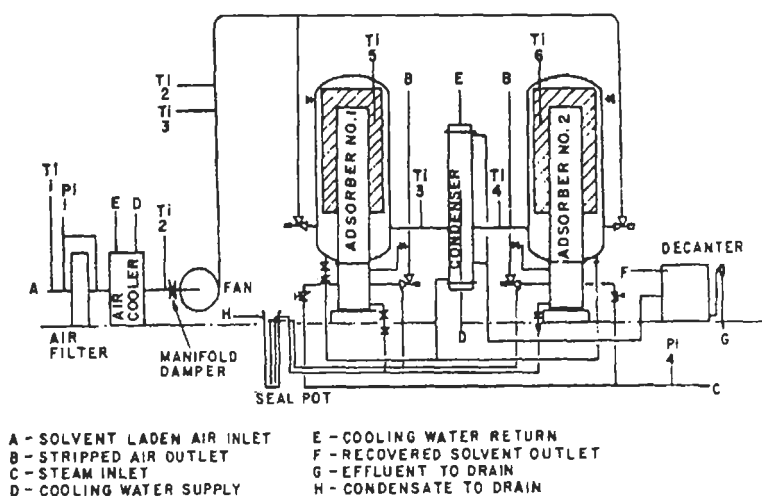 TI
5
B
E
B
TI
6
TI
2
TI
3
TI
1
PI
E
D
TI
2
ADSORBER NO. 1
TI
3
CONDENSER
TI
4
ADSORBER NO. 2
DECANTER
F
A
AIR
COOLER
FAN
H
AIR
FILTER
MANIFOLD
DAMPER
SEAL POT
D
PI
4
G
C
A - SOLVENT LADEN AIR INLET
B - STRIPPED AIR OUTLET
C - STEAM INLET
D - COOLING WATER SUPPLY
E - COOLING WATER RETURN
F - RECOVERED SOLVENT OUTLET
G - EFFLUENT TO DRAIN
H - CONDENSATE TO DRAIN